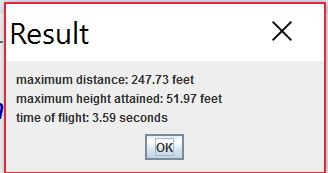 Result
maximum distance: 247.73 feet
maximum height attained: 51.97 feet
time of flight: 3.59 seconds
OK